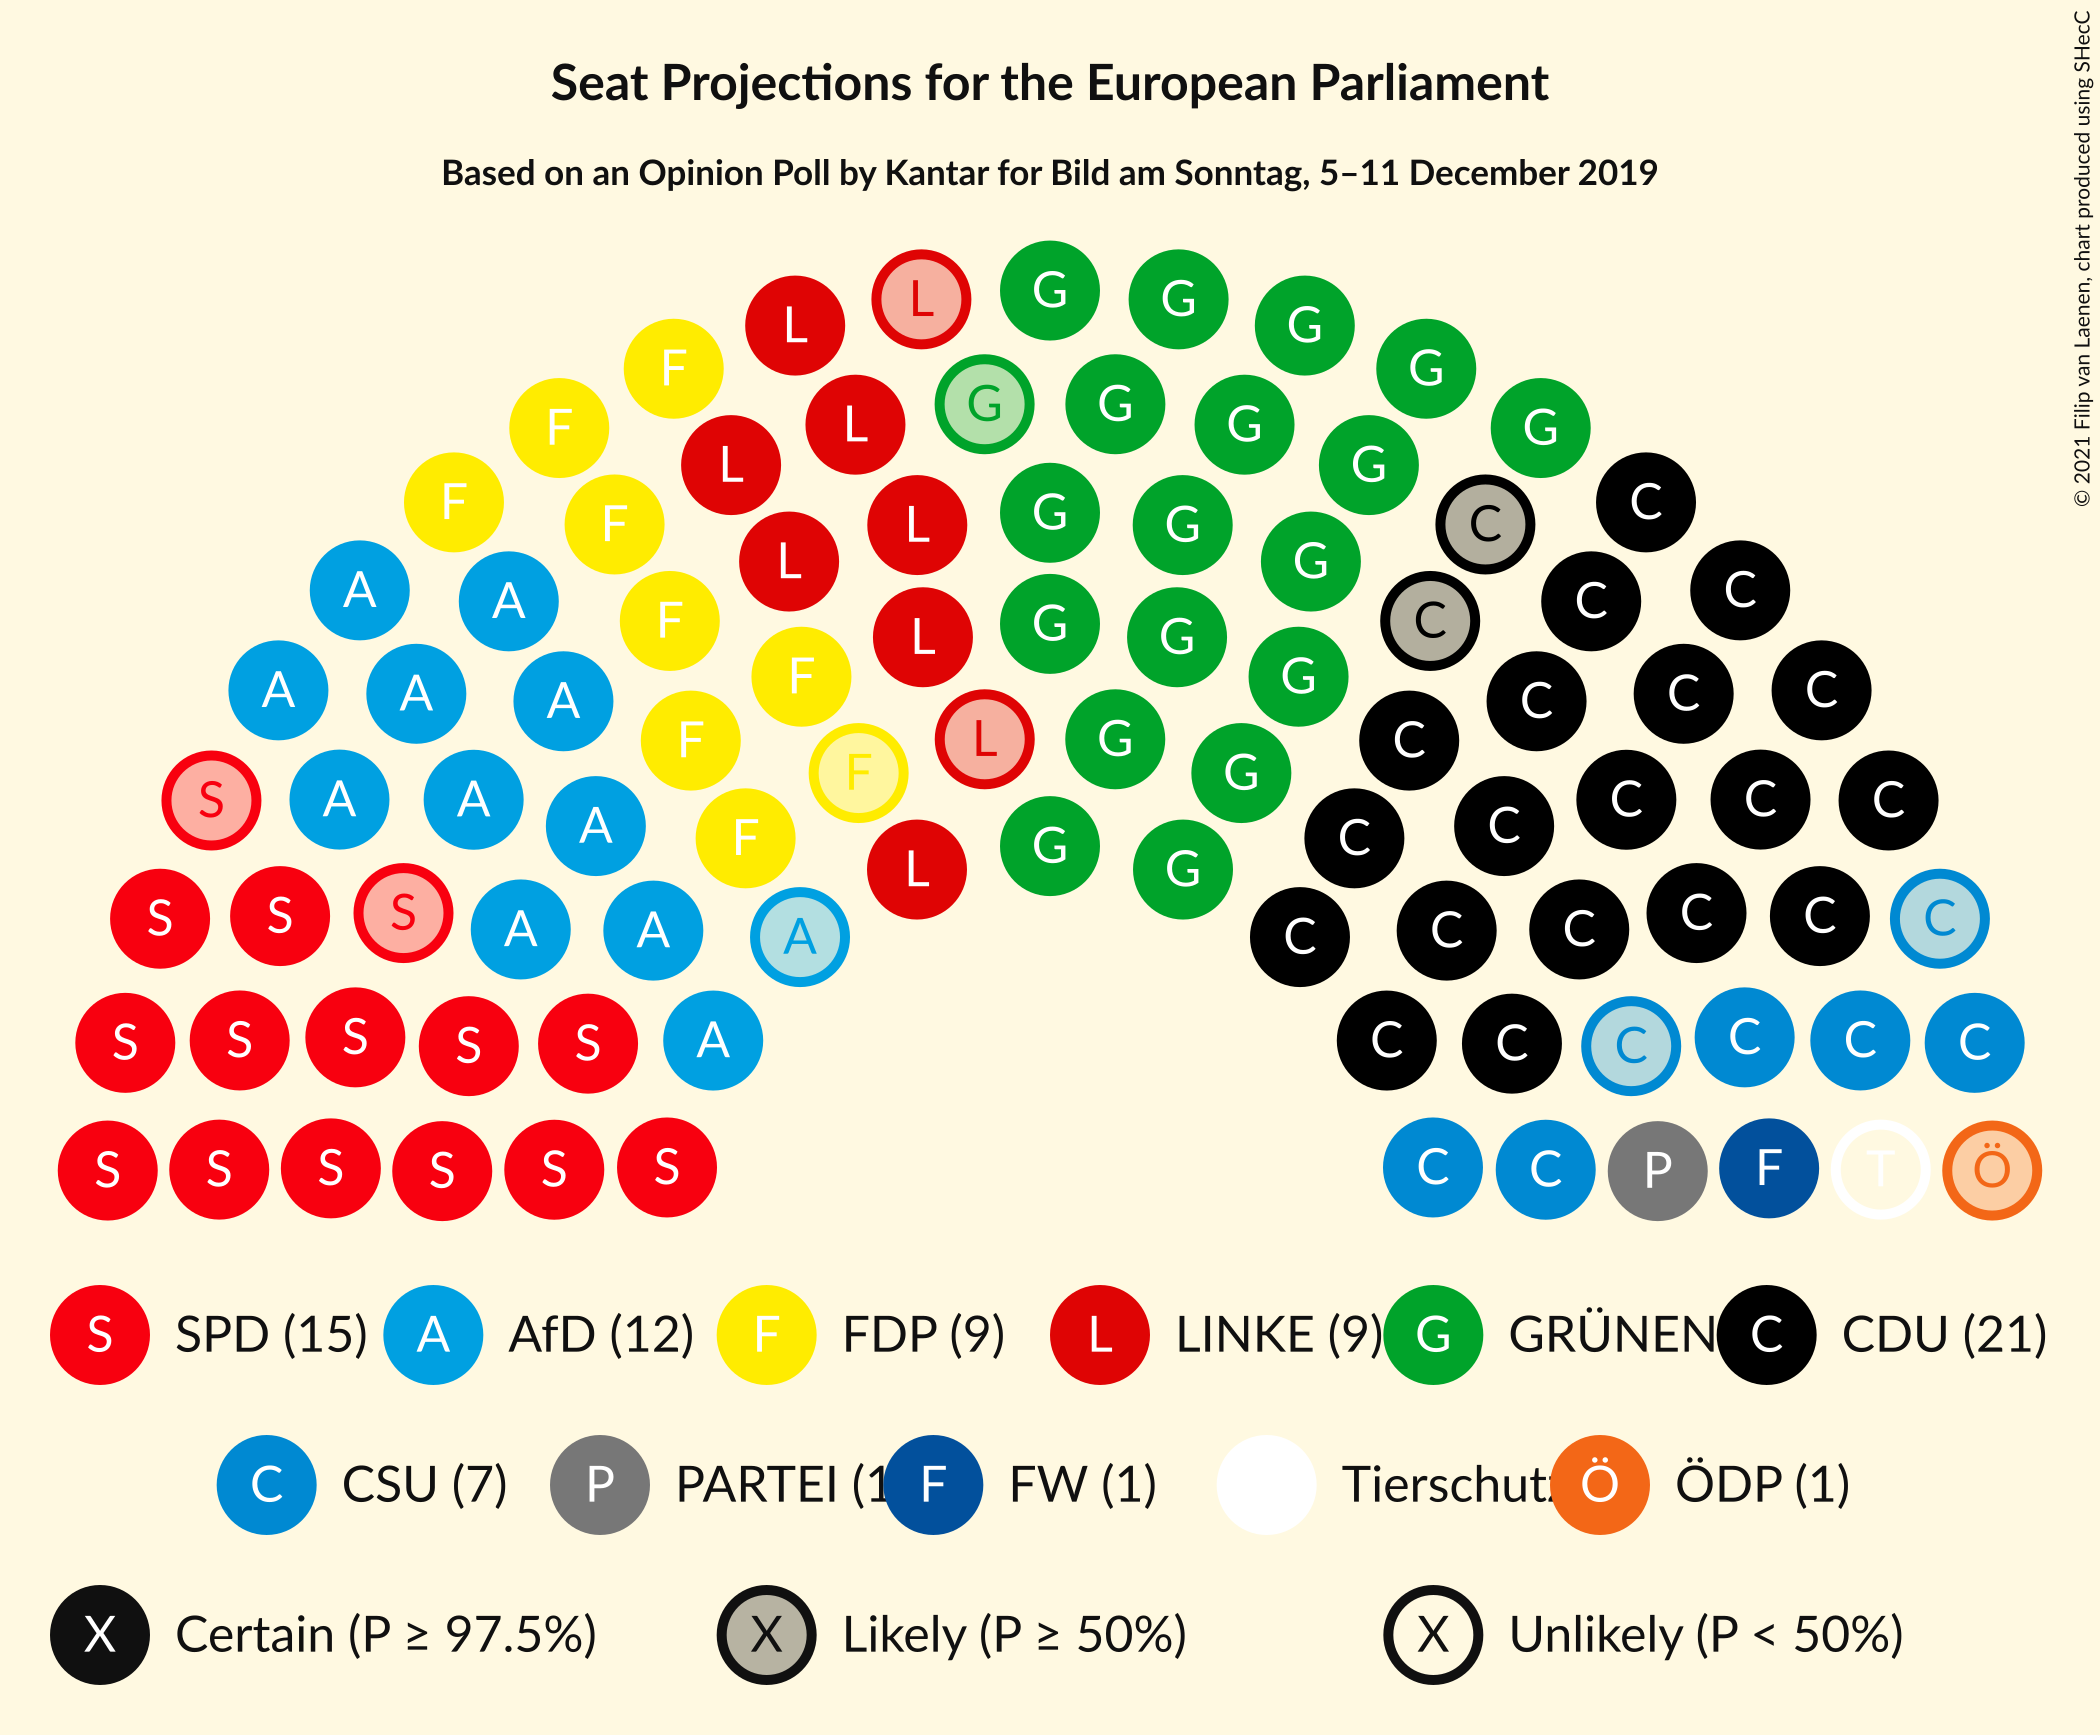 Seat Projections for the European Parliament
Based on an Opinion Poll by Kantar for Bild am Sonntag, 5–11 December 2019
© 2021 Filip van Laenen, chart produced using SHecC
L G G G
F L G
F L G G G G
F F L L G C C
A A F L G G G C C C
A A A F F L G G G C C C C
S A A A F F L G G C C C C C
S S S A A A L G G C C C C C C
S S S S S A C C C C C C
S S S S S S C C P F T Ö
S SPD (15) A AfD (12) F FDP (9) L LINKE (9) G GRÜNEN C CDU (21)
C CSU (7) P PARTEI (1 F FW (1) Tierschutz Ö ÖDP (1)
X Certain (P ≥ 97.5%) X Likely (P ≥ 50%) X Unlikely (P < 50%)